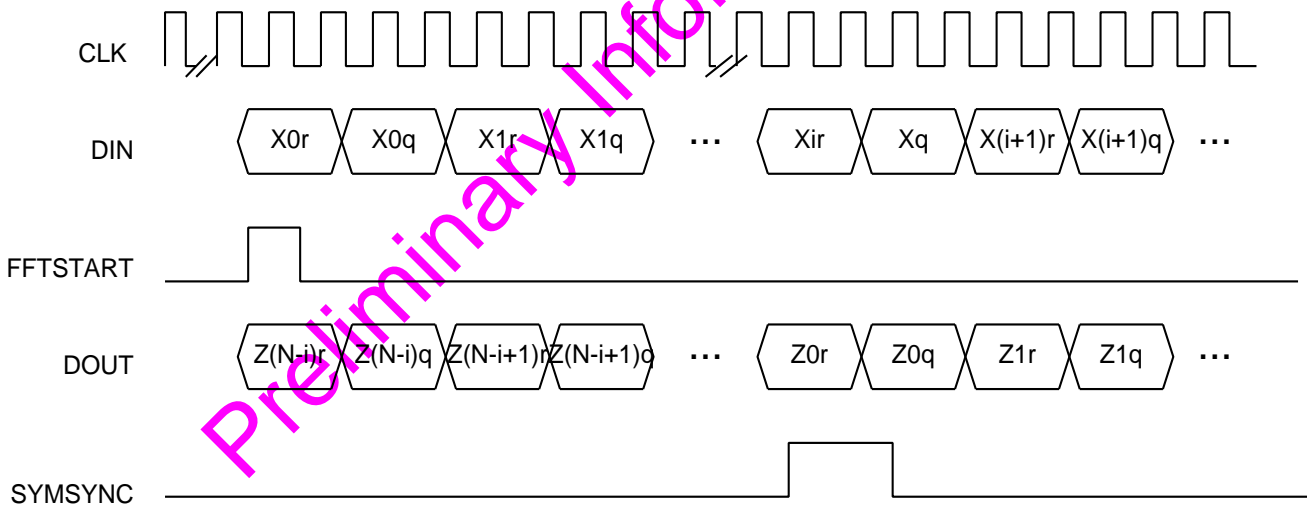 CLK
DIN X0r X0q X1r X1q ... Xir Xq X(i+1)r X(i+1)q ...
FFTSTART
DOUT Z(N-i)r Z(N-i)q Z(N-i+1)r Z(N-i+1)q ... Z0r Z0q Z1r Z1q ...
SYMSYNC
Preliminary Infor